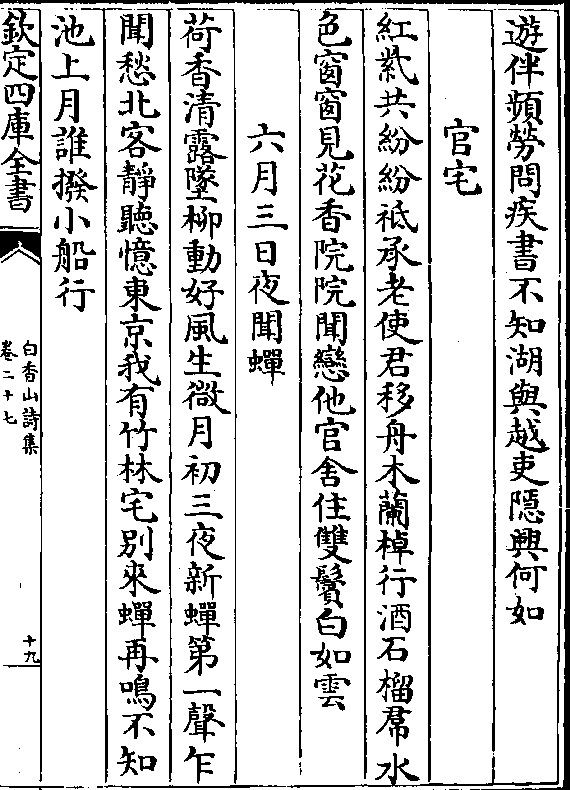 遊伴頻勞問疾書不知湖與越吏隱興何如
官宅
紅紫共紛紛祗承老使君移舟木蘭棹行酒石榴帬水
色窗窗見花香院院聞戀他官舍住雙鬢白如雲
六月三日夜聞蟬
荷香清露墜柳動好風生微月初三夜新蟬第一聲乍
聞愁北客靜聽憶東京我有竹林宅别來蟬再鳴不知
池上月誰撥小船行
欽定四庫全書
白香山詩集
卷二十七
十九